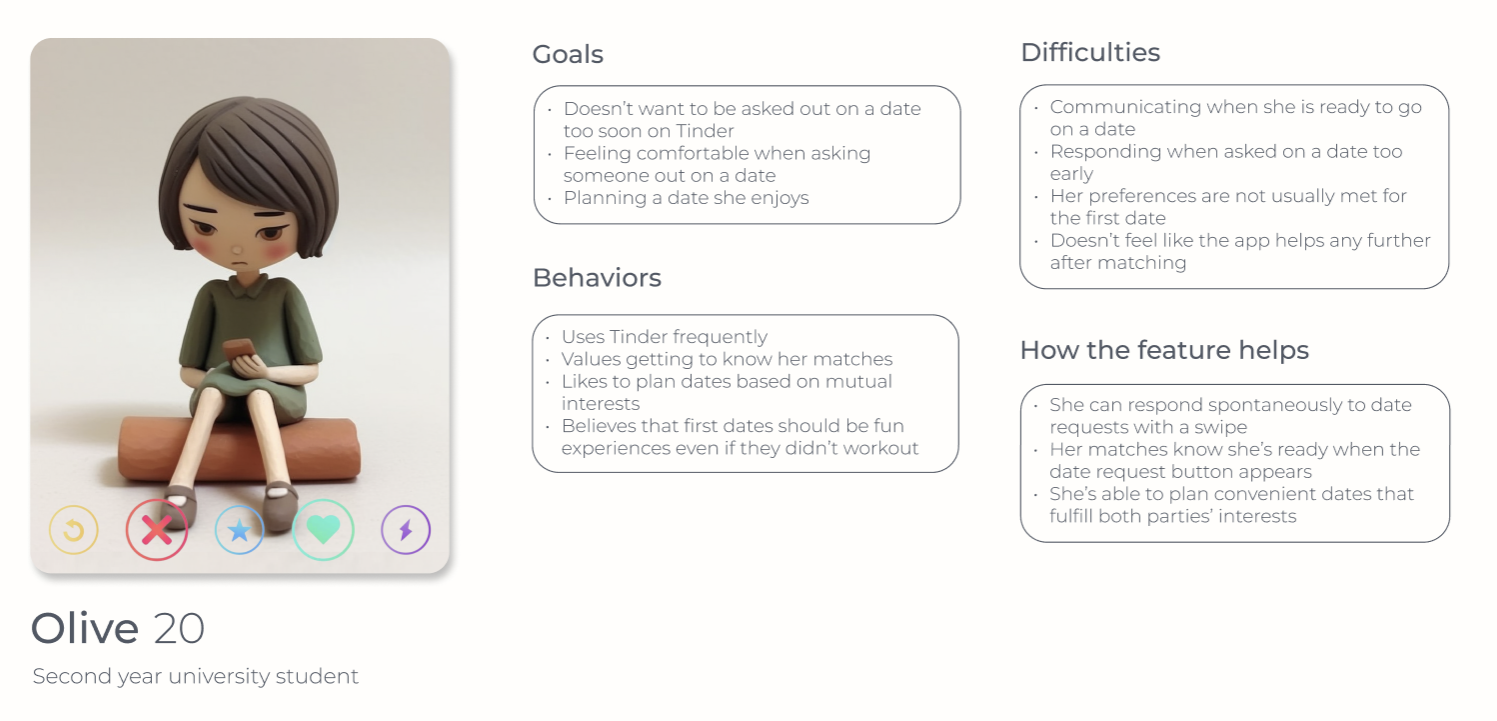 Goals
• Doesn’t want to be asked out on a date
too soon on Tinder
• Feeling comfortable when asking
someone out on a date
• Planning a date she enjoys
Behaviors
• Uses Tinder frequently
• Values getting to know her matches
• Likes to plan dates based on mutual
interests
• Believes that first dates should be fun
experiences even if they didn’t workout
Difficulties
• Communicating when she is ready to go
on a date
• Responding when asked on a date too
early
• Her preferences are not usually met for
the first date
• Doesn’t feel like the app helps any further
after matching
How the feature helps
• She can respond spontaneously to date
requests with a swipe
• Her matches know she’s ready when the
date request button appears
• She’s able to plan convenient dates that
fulfill both parties’ interests
Olive 20
Second year university student